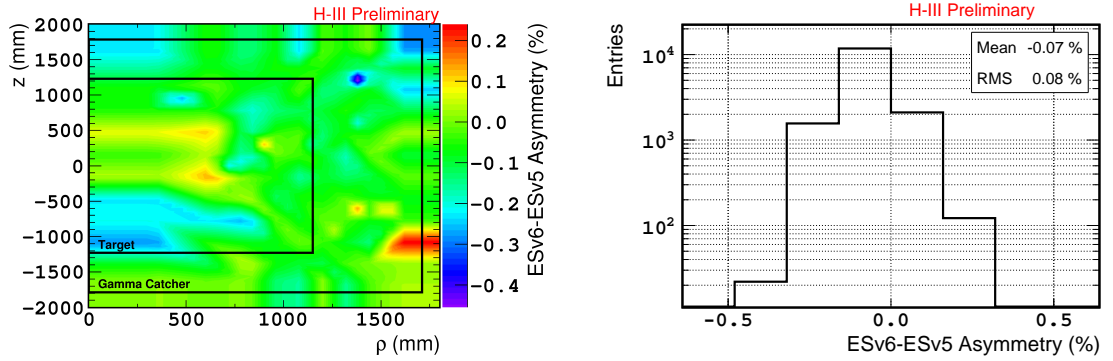 H-III Preliminary
z (mm)
2000
1500
1000
500
0
−500
−1000
−1500
−2000
Target
Gamma Catcher
0
500
1000
1500
ρ (mm)
0.2
0.1
0.0
−0.1
−0.2
−0.3
−0.4
ESv6-ESv5 Asymmetry (%)
H-III Preliminary
Entries
10⁴
10³
10²
Mean -0.07 %
RMS 0.08 %
−0.5
0.0
0.5
ESv6-ESv5 Asymmetry (%)